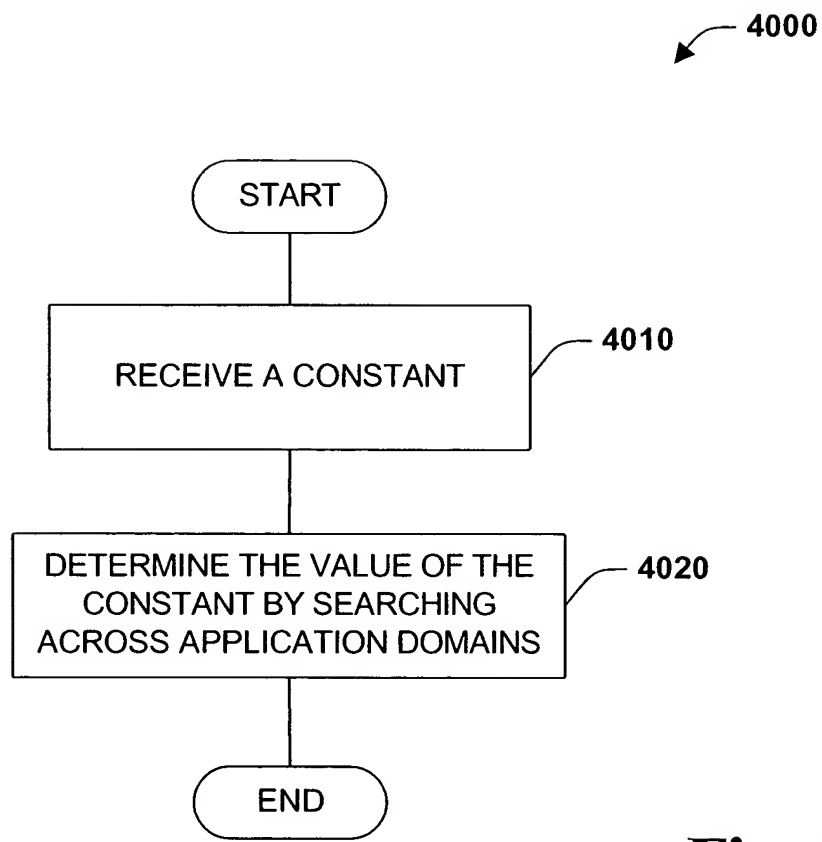 4000
START
RECEIVE A CONSTANT
4010
DETERMINE THE VALUE OF THE
CONSTANT BY SEARCHING
ACROSS APPLICATION DOMAINS
4020
END